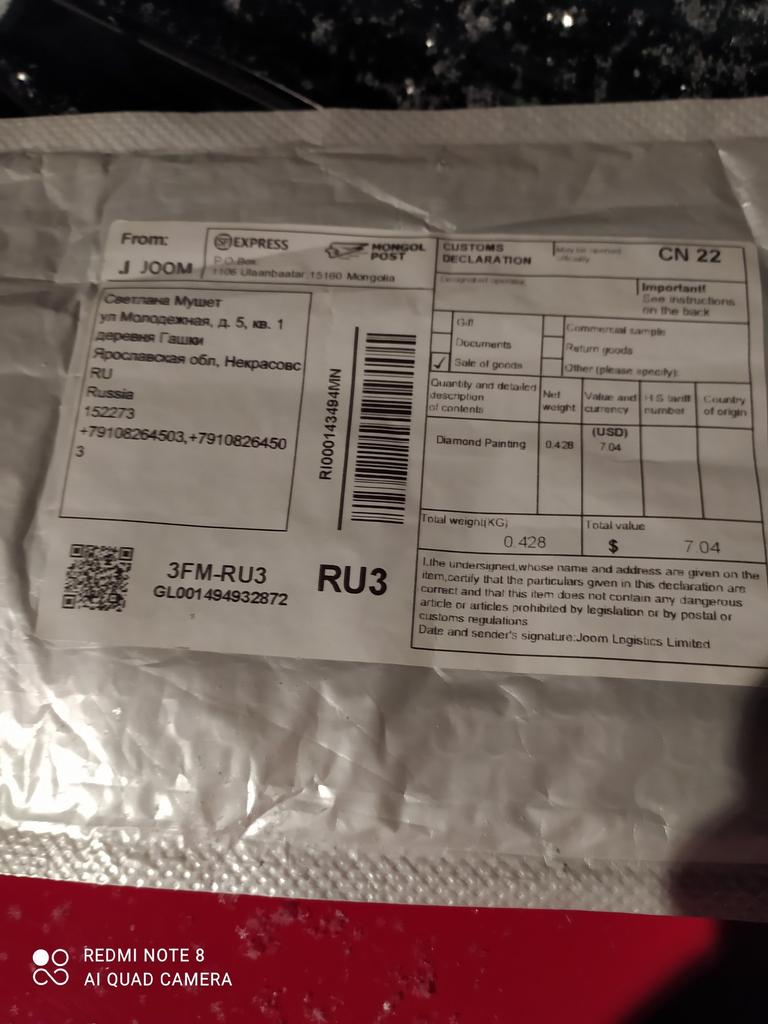 From:
JOOM
SF EXPRESS
MONGOL
POST
P.O.Box
1106 Ulaanbaatar 15160 Mongolia
Светлана Мушет
ул Молодежная, д. 5, кв. 1
деревня Гашки
Ярославская обл, Некрасовс
RU
Russia
152273
+79108264503,+7910826450
3
RI000143494MN
3FM-RU3
GL001494932872
RU3
CUSTOMS
DECLARATION
May be opened
officially
CN 22
Designated operator
Important!
See instructions
on the back
Gift
Commercial sample
Documents
Return goods
✓ Sale of goods
Other (please specify):
Quantity and detailed
description
of contents
Net
weight
Value and
currency
H.S tariff
number
Country
of origin
(USD)
Diamond Painting 0.428 7.04
Total weight(KG)
0.428
Total value
$ 7.04
I,the undersigned,whose name and address are given on the
item,certify that the particulars given in this declaration are
correct and that this item does not contain any dangerous
article or articles prohibited by legislation or by postal or
customs regulations
Date and sender's signature:Joom Logistics Limited
REDMI NOTE 8
AI QUAD CAMERA